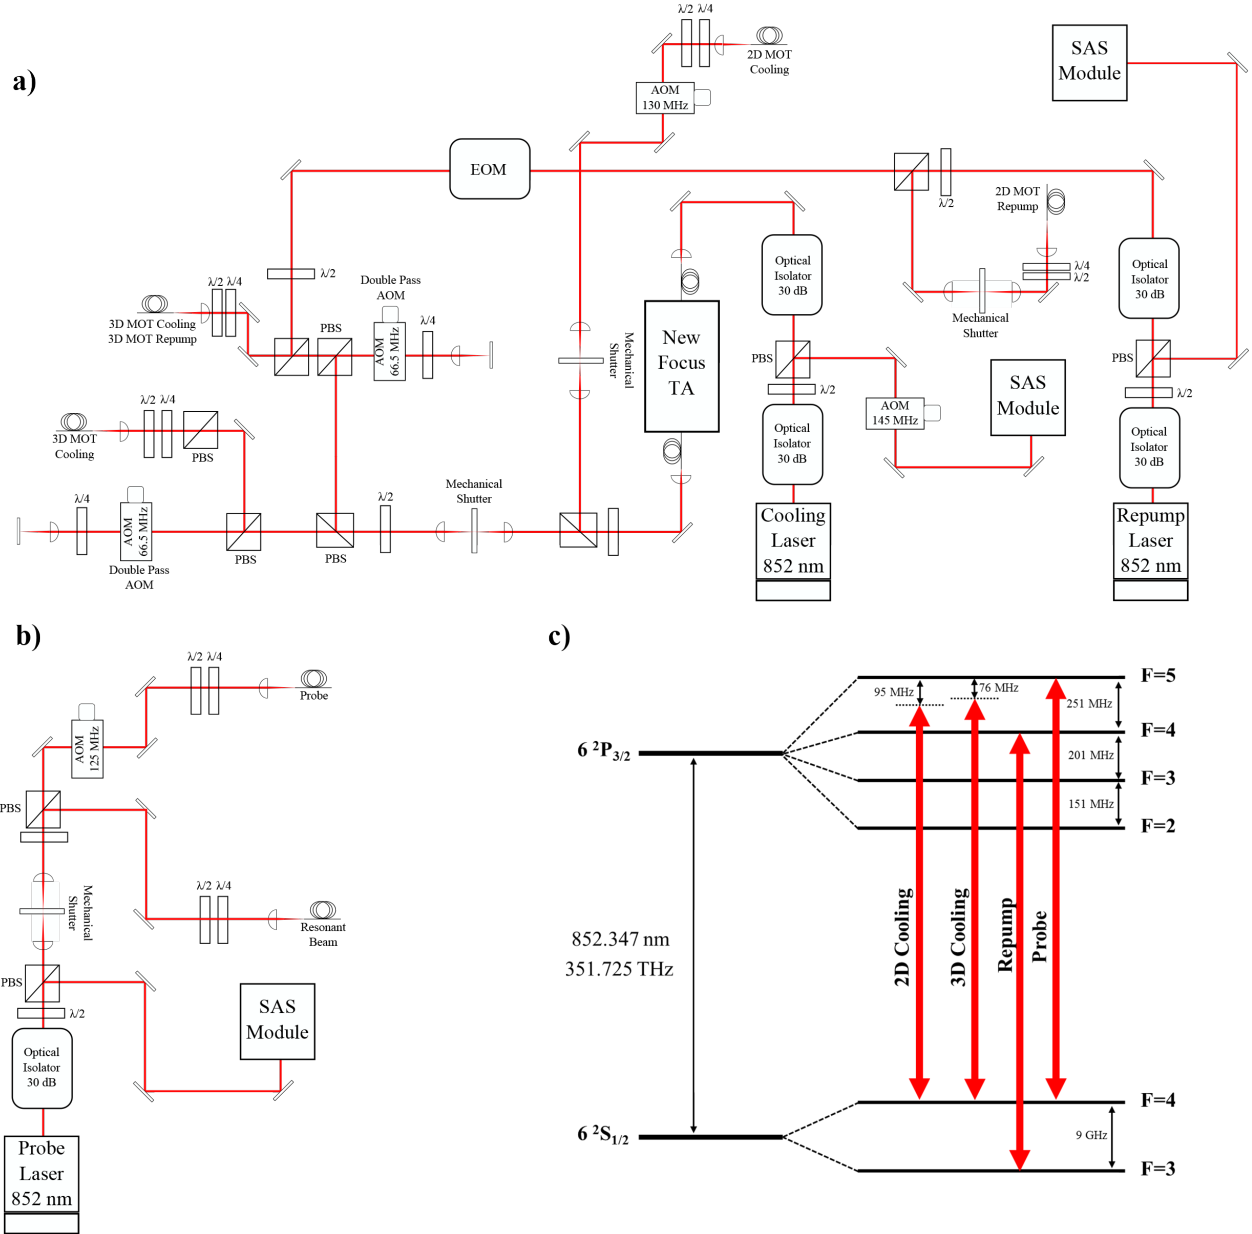 a)
λ/2 λ/4
2D MOT
Cooling
AOM
130 MHz
SAS
Module
EOM
λ/2
2D MOT
Repump
λ/4
λ/2
Mechanical
Shutter
Optical
Isolator
30 dB
Optical
Isolator
30 dB
λ/2
λ/2 λ/4
3D MOT Cooling
3D MOT Repump
Double Pass
AOM
PBS
AOM
66.5 MHz
λ/4
Mechanical
Shutter
New
Focus
TA
PBS
λ/2
AOM
145 MHz
SAS
Module
PBS
λ/2
Optical
Isolator
30 dB
Optical
Isolator
30 dB
λ/2 λ/4
3D MOT
Cooling
PBS
λ/4
AOM
66.5 MHz
Double Pass
AOM
PBS
PBS
λ/2
Mechanical
Shutter
Cooling
Laser
852 nm
Repump
Laser
852 nm
b)
λ/2 λ/4
Probe
AOM
125 MHz
PBS
Mechanical
Shutter
λ/2 λ/4
Resonant
Beam
PBS
λ/2
SAS
Module
Optical
Isolator
30 dB
Probe
Laser
852 nm
c)
F=5
95 MHz
76 MHz
251 MHz
F=4
6 ²P₃/₂
201 MHz
F=3
151 MHz
F=2
2D Cooling
3D Cooling
Repump
Probe
852.347 nm
351.725 THz
F=4
6 ²S₁/₂
9 GHz
F=3